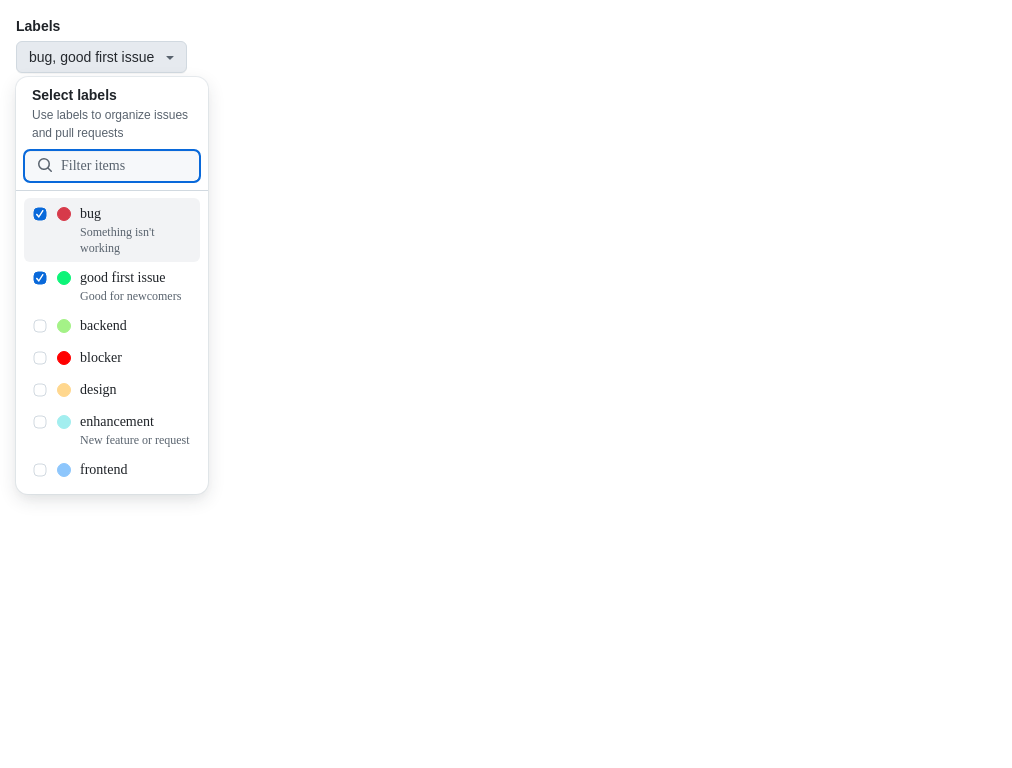 Labels
bug, good first issue
Select labels
Use labels to organize issues
and pull requests
Filter items
bug
Something isn't
working
good first issue
Good for newcomers
backend
blocker
design
enhancement
New feature or request
frontend